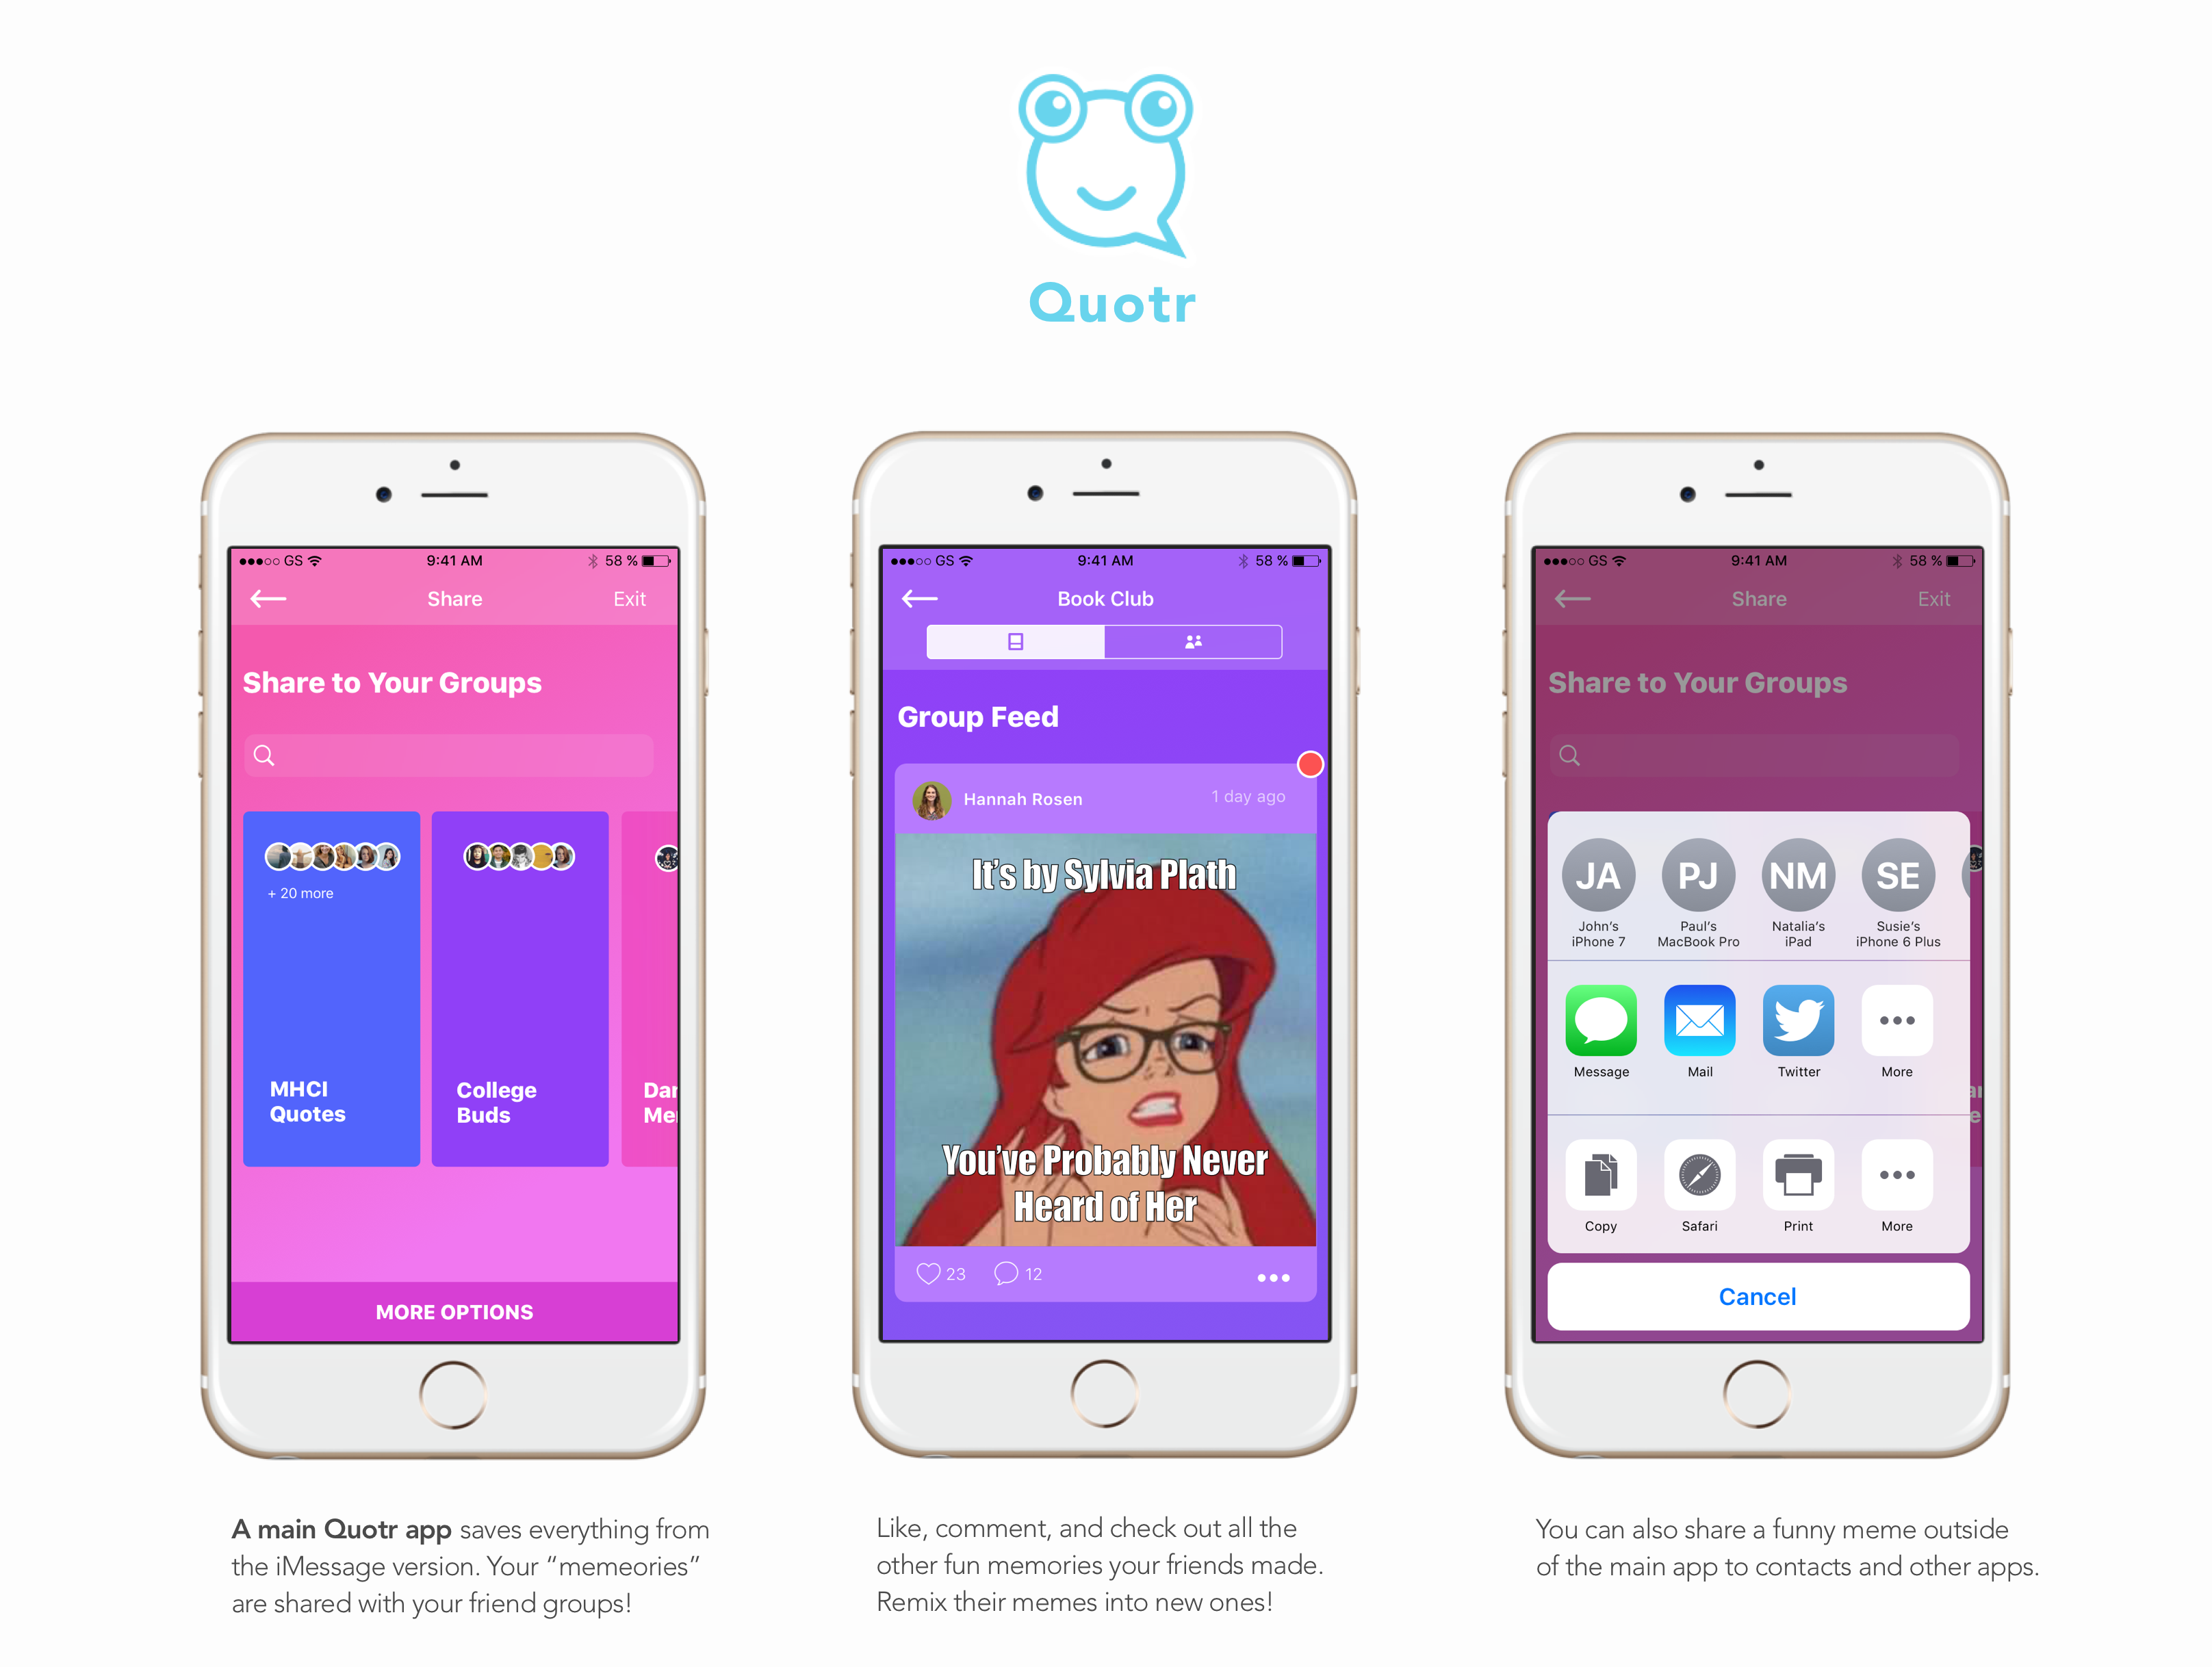 Quotr
GS 9:41 AM 58 %
Share Exit
Share to Your Groups
+ 20 more
MHCI
Quotes
College
Buds
Dar
Me
MORE OPTIONS
GS 9:41 AM 58 %
Book Club
Group Feed
Hannah Rosen 1 day ago
It's by Sylvia Plath
You've Probably Never
Heard of Her
23 12
GS 9:41 AM 58 %
Share Exit
Share to Your Groups
JA PJ NM SE
John's Paul's Natalia's Susie's
iPhone 7 MacBook Pro iPad iPhone 6 Plus
Message Mail Twitter More
Copy Safari Print More
Cancel
A main Quotr app saves everything from
the iMessage version. Your “memeories”
are shared with your friend groups!
Like, comment, and check out all the
other fun memories your friends made.
Remix their memes into new ones!
You can also share a funny meme outside
of the main app to contacts and other apps.